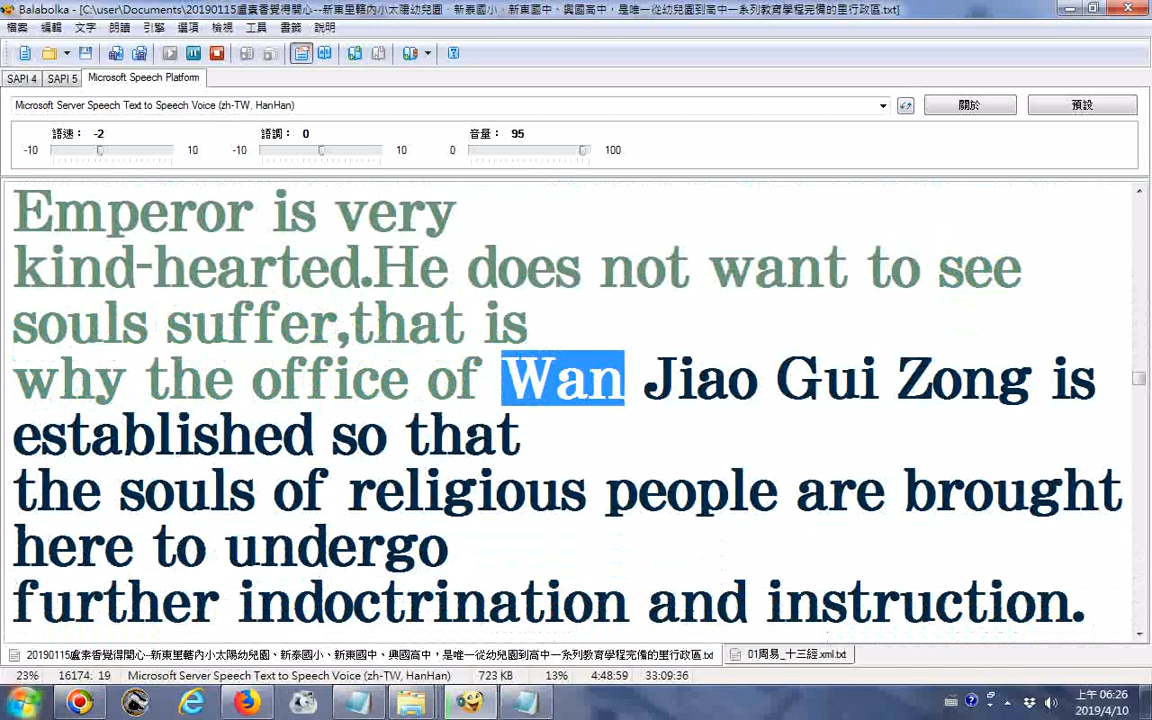 Balabolka - [C:\user\Documents\20190115盧素香覺得開心--新東里轄內小太陽幼兒園、新泰國小、新東國中、興國高中，是唯一從幼兒園到高中一系列教育學程完備的里行政區.txt]
檔案 編輯 文字 朗讀 引擎 選項 檢視 工具 書籤 說明
SAPI 4 SAPI 5 Microsoft Speech Platform
Microsoft Server Speech Text to Speech Voice (zh-TW, HanHan) 關於 預設
語速： -2 語調： 0 音量： 95
-10 10 -10 10 0 100
Emperor is very
kind-hearted.He does not want to see
souls suffer,that is
why the office of Wan Jiao Gui Zong is
established so that
the souls of religious people are brought
here to undergo
further indoctrination and instruction.
20190115盧素香覺得開心--新東里轄內小太陽幼兒園、新泰國小、新東國中、興國高中，是唯一從幼兒園到高中一系列教育學程完備的里行政區.txt 01周易_十三經.xml.txt
23% 16174: 19 Microsoft Server Speech Text to Speech Voice (zh-TW, HanHan) 723 KB 13% 4:48:59 33:09:36
上午 06:26
2019/4/10